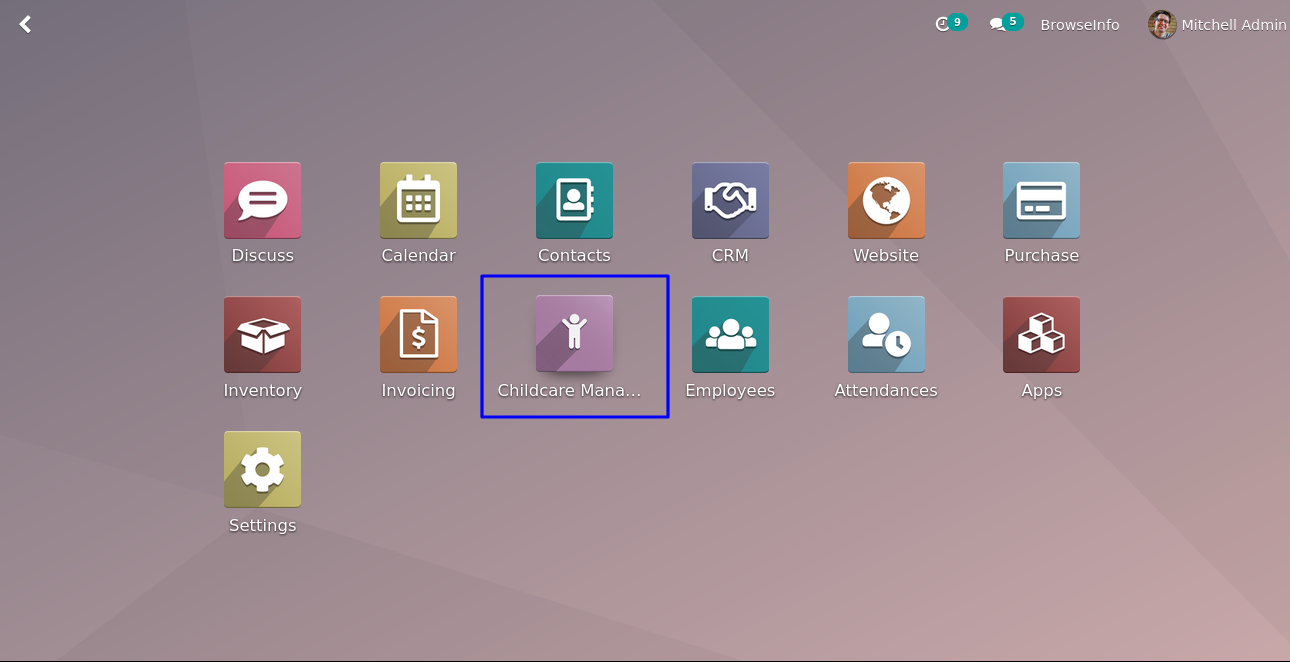 9
5
BrowseInfo
Mitchell Admin
Discuss
Calendar
Contacts
CRM
Website
Purchase
$
Inventory
Invoicing
Childcare Mana...
Employees
Attendances
Apps
Settings